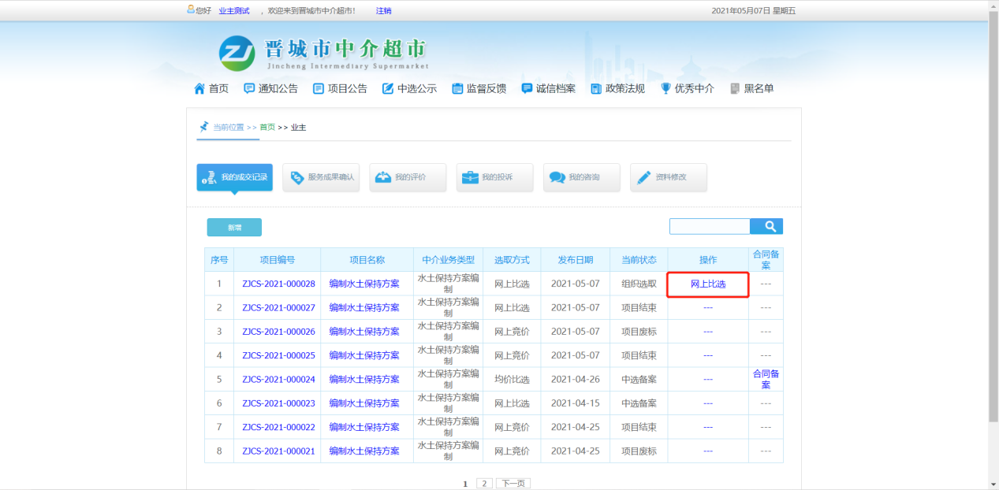 您好 业主测试 ，欢迎来到晋城市中介超市！ 注销 2021年05月07日 星期五
ZJ 晋城市中介超市
Jincheng Intermediary Supermarket
首页 通知公告 项目公告 中选公示 监督反馈 诚信档案 政策法规 优秀中介 黑名单
当前位置 >> 首页 >> 业主
我的成交记录 服务成果确认 我的评价 我的投诉 我的咨询 资料修改
新增
序号 项目编号 项目名称 中介业务类型 选取方式 发布日期 当前状态 操作 合同备案
1 ZJCS-2021-000028 编制水土保持方案 水土保持方案编制 网上比选 2021-05-07 组织选取 网上比选 ---
2 ZJCS-2021-000027 编制水土保持方案 水土保持方案编制 网上比选 2021-05-07 项目结束 --- ---
3 ZJCS-2021-000026 编制水土保持方案 水土保持方案编制 网上竞价 2021-05-07 项目废标 --- ---
4 ZJCS-2021-000025 编制水土保持方案 水土保持方案编制 网上竞价 2021-05-07 项目结束 --- ---
5 ZJCS-2021-000024 编制水土保持方案 水土保持方案编制 均价比选 2021-04-26 中选备案 --- 合同备案
6 ZJCS-2021-000023 编制水土保持方案 水土保持方案编制 网上比选 2021-04-15 中选备案 --- ---
7 ZJCS-2021-000022 编制水土保持方案 水土保持方案编制 网上竞价 2021-04-25 项目结束 --- ---
8 ZJCS-2021-000021 编制水土保持方案 水土保持方案编制 网上竞价 2021-04-25 项目废标 --- ---
1 2 下一页